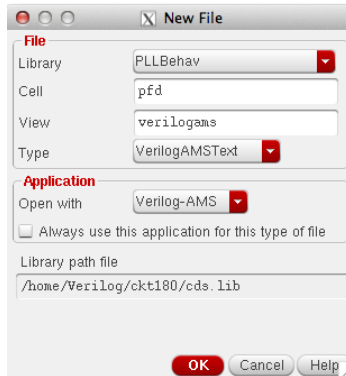 New File
File
Library PLLBehav
Cell pfd
View verilogams
Type VerilogAMSText
Application
Open with Verilog-AMS
Always use this application for this type of file
Library path file
/home/Verilog/ckt180/cds.lib
OK Cancel Help